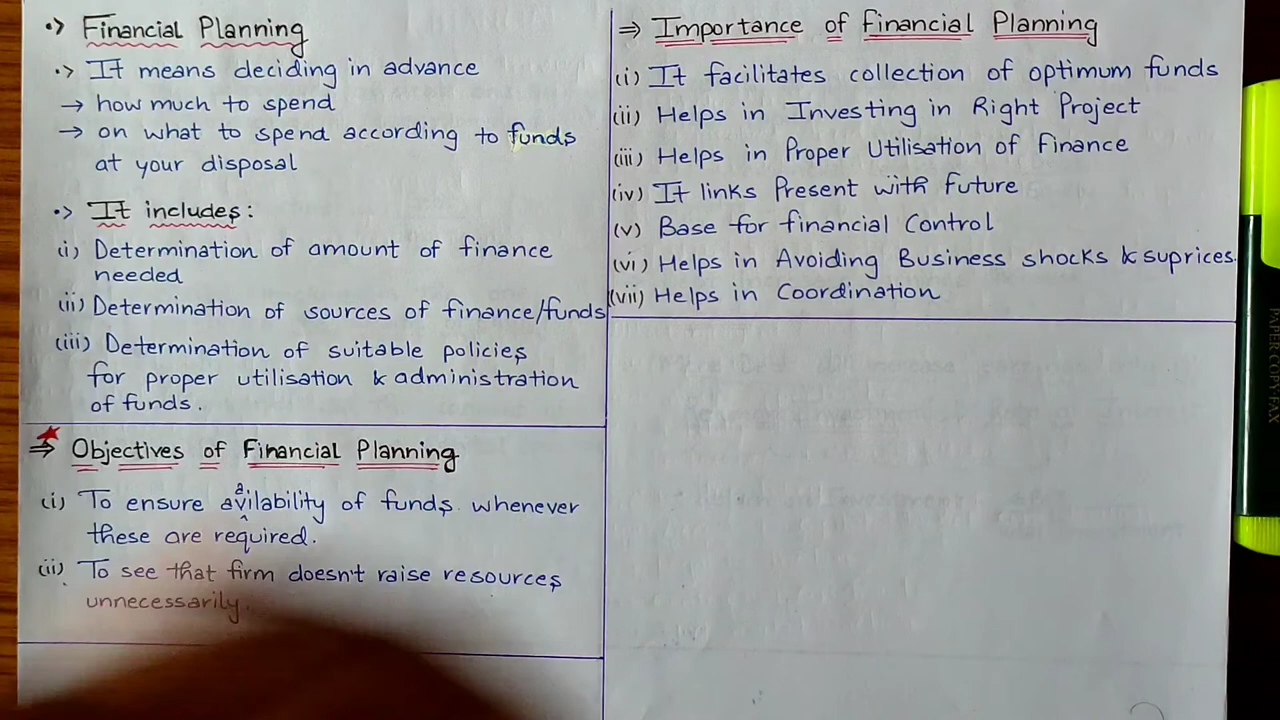 ·> Financial Planning
·> It means deciding in advance
→ how much to spend
→ on what to spend according to funds
at your disposal
·> It includes:
(i) Determination of amount of finance
needed
(ii) Determination of sources of finance/funds
(iii) Determination of suitable policies
for proper utilisation & administration
of funds.
⇒ Objectives of Financial Planning
(i) To ensure availability of funds whenever
these are required.
(ii) To see that firm doesn't raise resources
unnecessarily.
⇒ Importance of Financial Planning
(i) It facilitates collection of optimum funds
(ii) Helps in Investing in Right Project
(iii) Helps in Proper Utilisation of Finance
(iv) It links Present with future
(v) Base for financial Control
(vi) Helps in Avoiding Business shocks & suprices.
(vii) Helps in Coordination
PAPER COPY FAX